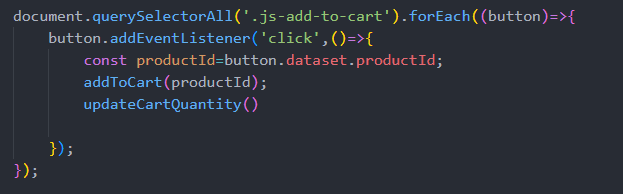 document.querySelectorAll('.js-add-to-cart').forEach((button)=>{
    button.addEventListener('click',()=>{
        const productId=button.dataset.productId;
        addToCart(productId);
        updateCartQuantity()
    });
});